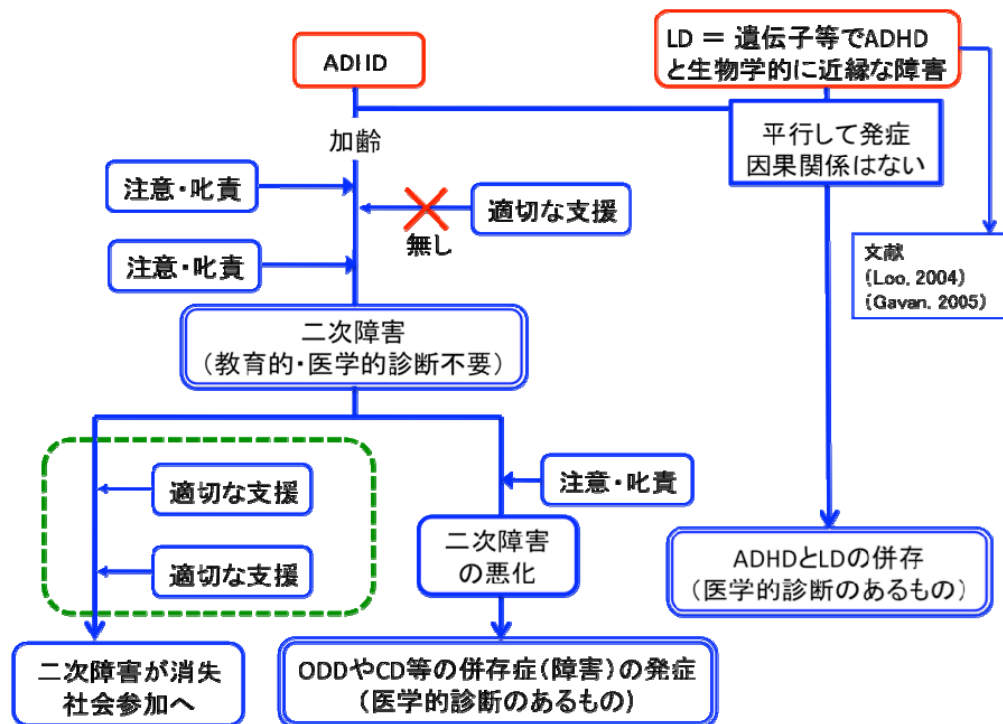 ADHD
LD = 遺伝子等でADHD
と生物学的に近縁な障害
加齢
平行して発症
因果関係はない
注意・叱責
適切な支援
無し
注意・叱責
文献
(Loo, 2004)
(Gavan, 2005)
二次障害
(教育的・医学的診断不要)
適切な支援
注意・叱責
適切な支援
二次障害
の悪化
ADHDとLDの併存
(医学的診断のあるもの)
二次障害が消失
社会参加へ
ODDやCD等の併存症(障害)の発症
(医学的診断のあるもの)